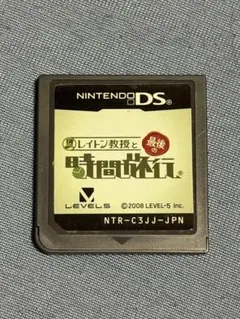 NINTENDO DS
レイトン教授と
最後の
時間旅行
LEVEL5
©2008 LEVEL-5 Inc.
NTR-C3JJ-JPN